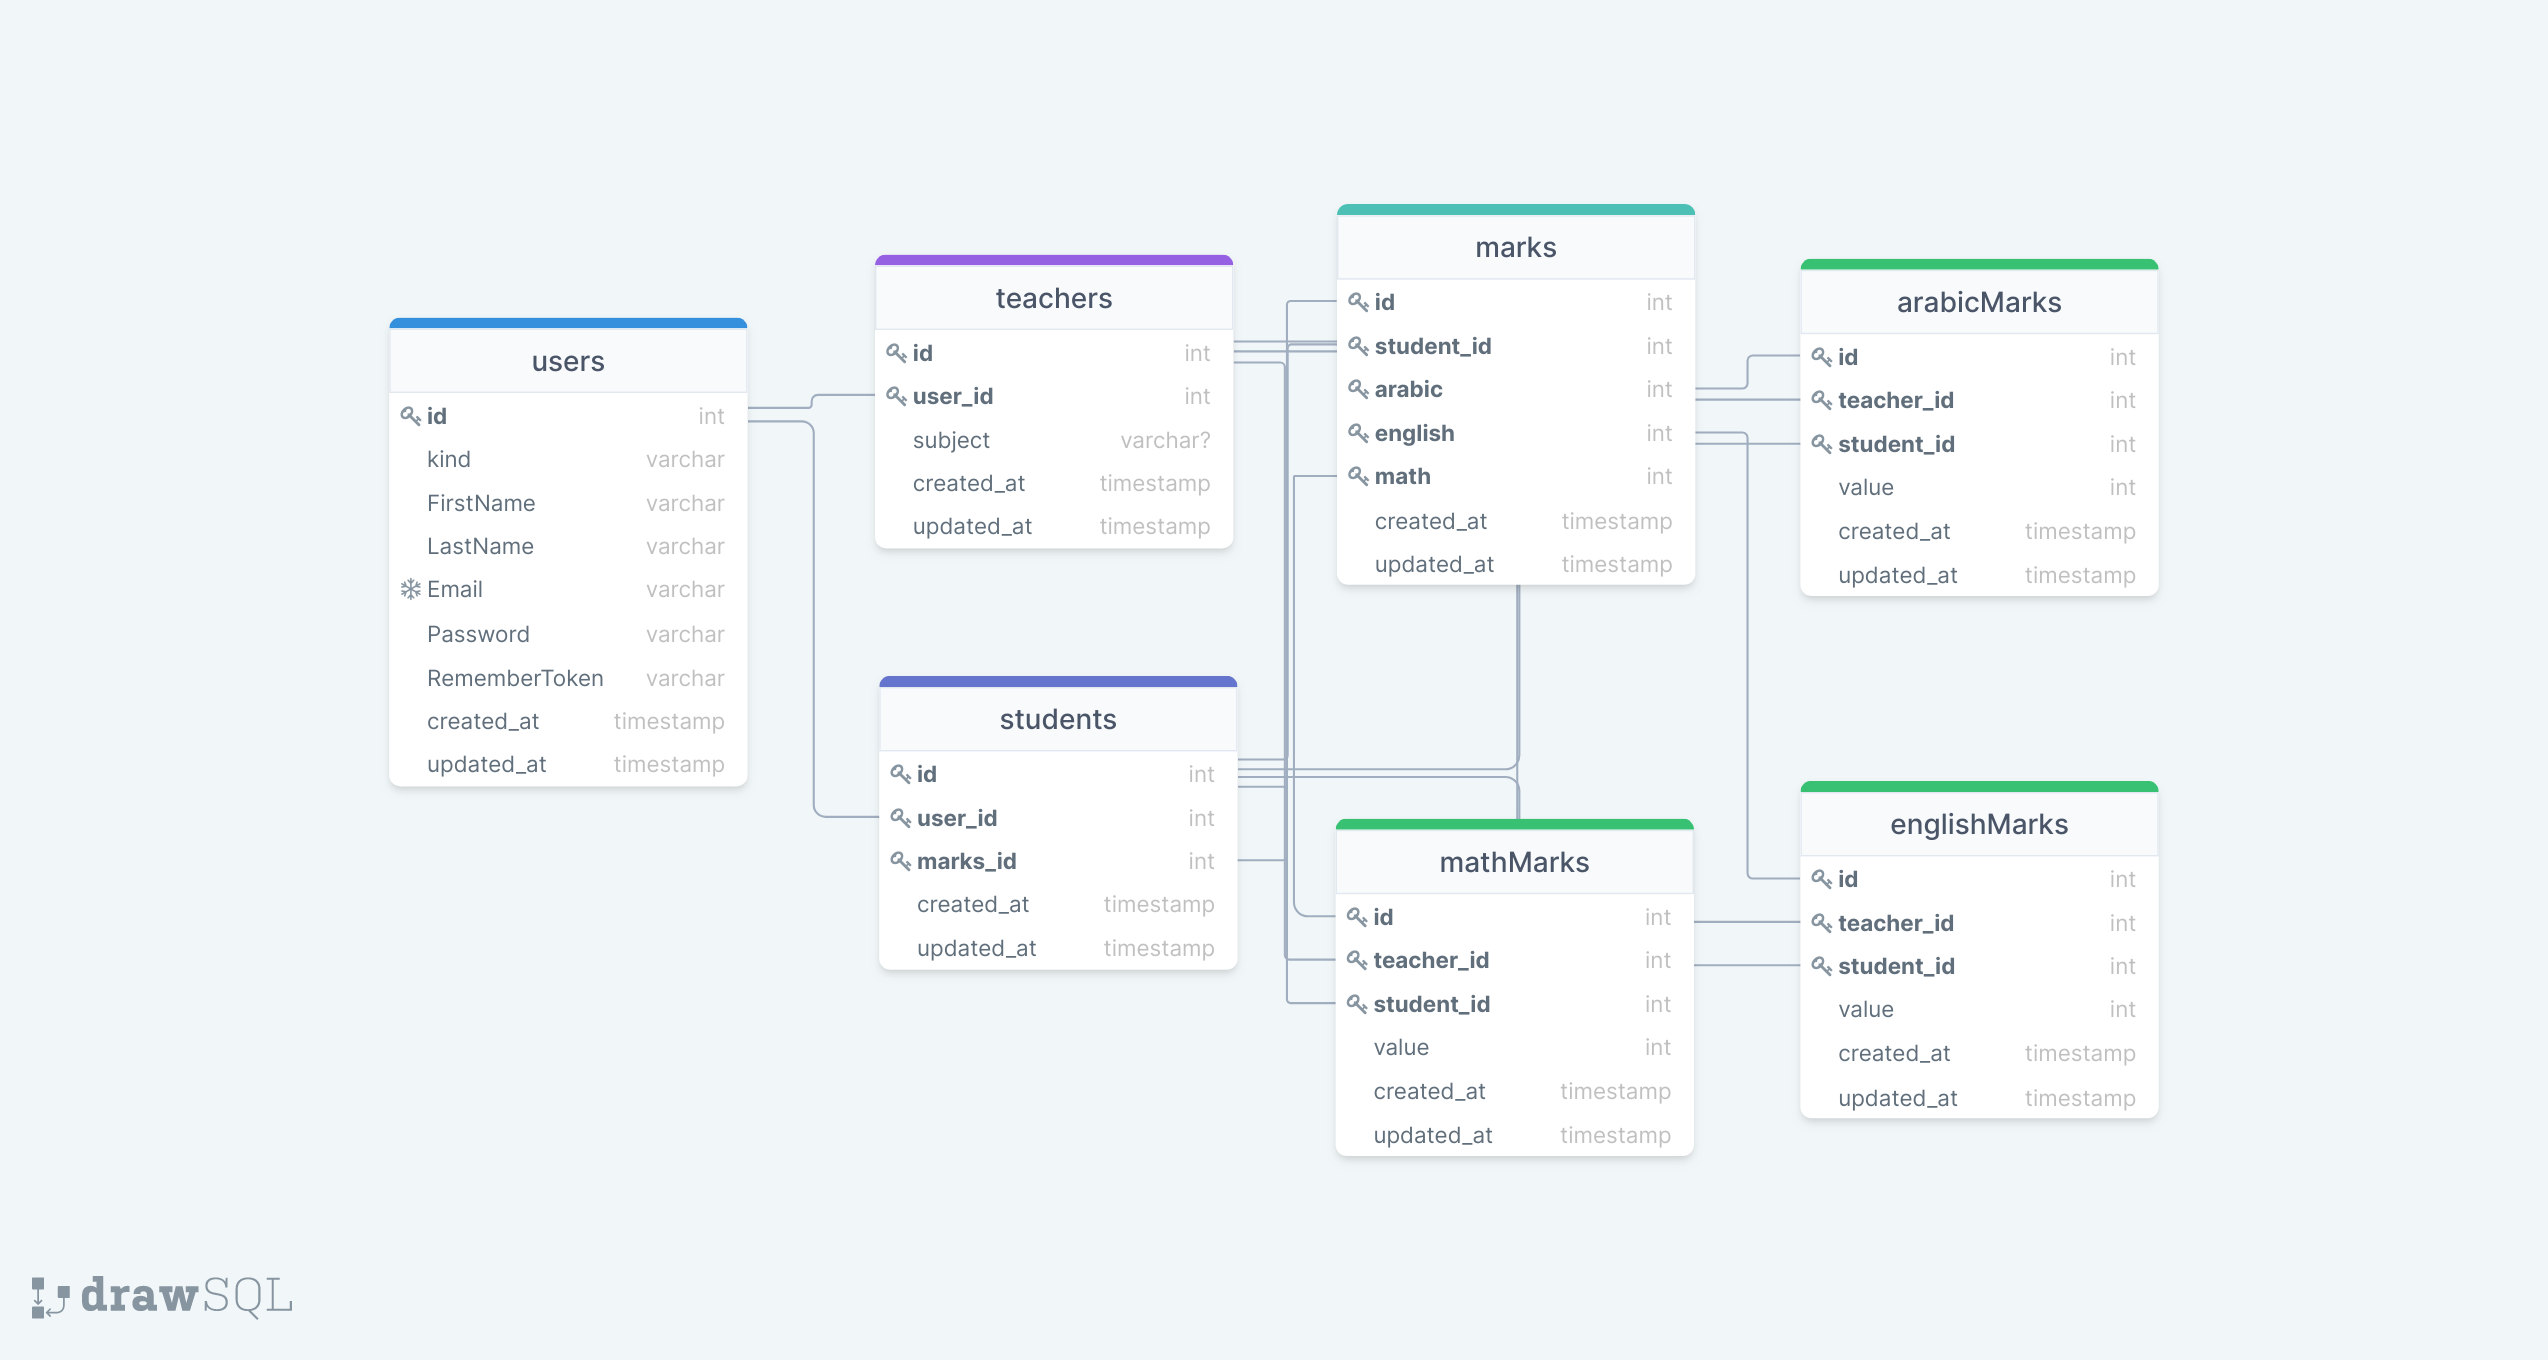 users
id int
kind varchar
FirstName varchar
LastName varchar
Email varchar
Password varchar
RememberToken varchar
created_at timestamp
updated_at timestamp
teachers
id int
user_id int
subject varchar?
created_at timestamp
updated_at timestamp
students
id int
user_id int
marks_id int
created_at timestamp
updated_at timestamp
marks
id int
student_id int
arabic int
english int
math int
created_at timestamp
updated_at timestamp
mathMarks
id int
teacher_id int
student_id int
value int
created_at timestamp
updated_at timestamp
arabicMarks
id int
teacher_id int
student_id int
value int
created_at timestamp
updated_at timestamp
englishMarks
id int
teacher_id int
student_id int
value int
created_at timestamp
updated_at timestamp
drawSQL